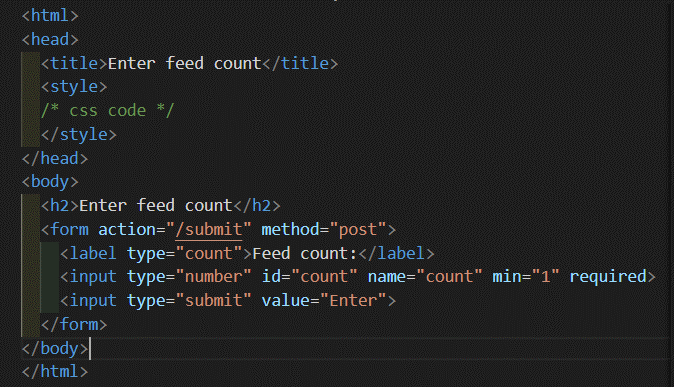 <html>
<head>
<title>Enter feed count</title>
<style>
/* css code */
</style>
</head>
<body>
<h2>Enter feed count</h2>
<form action="/submit" method="post">
<label type="count">Feed count:</label>
<input type="number" id="count" name="count" min="1" required>
<input type="submit" value="Enter">
</form>
</body>
</html>